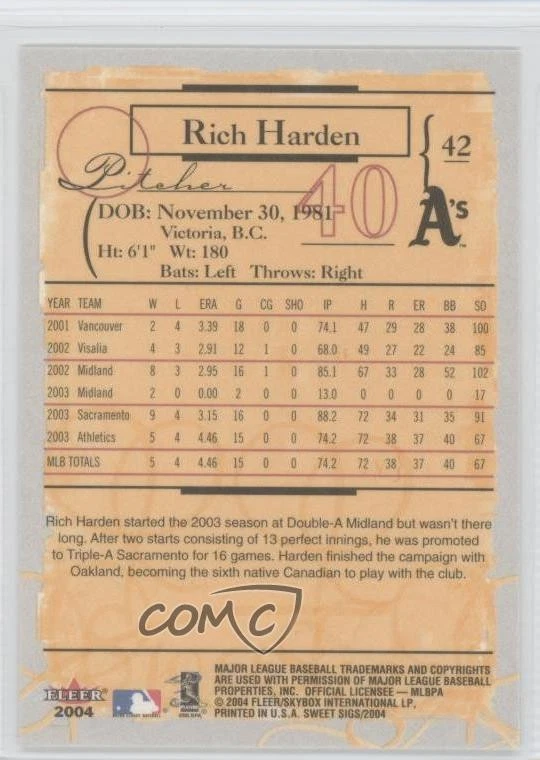 Rich Harden
42
Pitcher
40
A's
DOB: November 30, 1981
Victoria, B.C.
Ht: 6'1" Wt: 180
Bats: Left Throws: Right
YEAR TEAM W L ERA G CG SHO IP H R ER BB SO
2001 Vancouver 2 4 3.39 18 0 0 74.1 47 29 28 38 100
2002 Visalia 4 3 2.91 12 1 0 68.0 49 27 22 24 85
2002 Midland 8 3 2.95 16 1 0 85.1 67 33 28 52 102
2003 Midland 2 0 0.00 2 0 0 13.0 0 0 0 0 17
2003 Sacramento 9 4 3.15 16 0 0 88.2 72 34 31 35 91
2003 Athletics 5 4 4.46 15 0 0 74.2 72 38 37 40 67
MLB TOTALS 5 4 4.46 15 0 0 74.2 72 38 37 40 67
Rich Harden started the 2003 season at Double-A Midland but wasn't there
long. After two starts consisting of 13 perfect innings, he was promoted
to Triple-A Sacramento for 16 games. Harden finished the campaign with
Oakland, becoming the sixth native Canadian to play with the club.
COMC
MAJOR LEAGUE BASEBALL TRADEMARKS AND COPYRIGHTS
ARE USED WITH PERMISSION OF MAJOR LEAGUE BASEBALL
PROPERTIES, INC. OFFICIAL LICENSEE — MLBPA
© 2004 FLEER/SKYBOX INTERNATIONAL LP.
PRINTED IN U.S.A. SWEET SIGS/2004
FLEER
2004